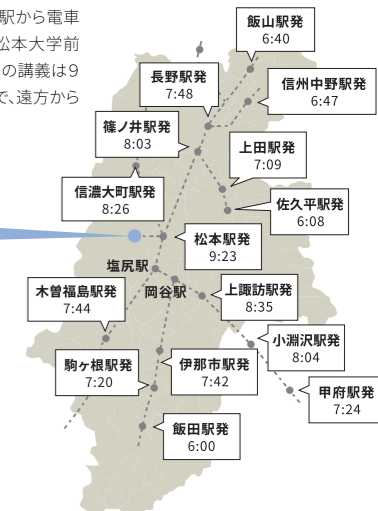 駅から電車
松本大学前
の講義は9
で、遠方から
飯山駅発
6:40
長野駅発
7:48
信州中野駅発
6:47
篠ノ井駅発
8:03
上田駅発
7:09
信濃大町駅発
8:26
佐久平駅発
6:08
松本駅発
9:23
塩尻駅
岡谷駅
上諏訪駅発
8:35
木曽福島駅発
7:44
小淵沢駅発
8:04
駒ヶ根駅発
7:20
伊那市駅発
7:42
甲府駅発
7:24
飯田駅発
6:00